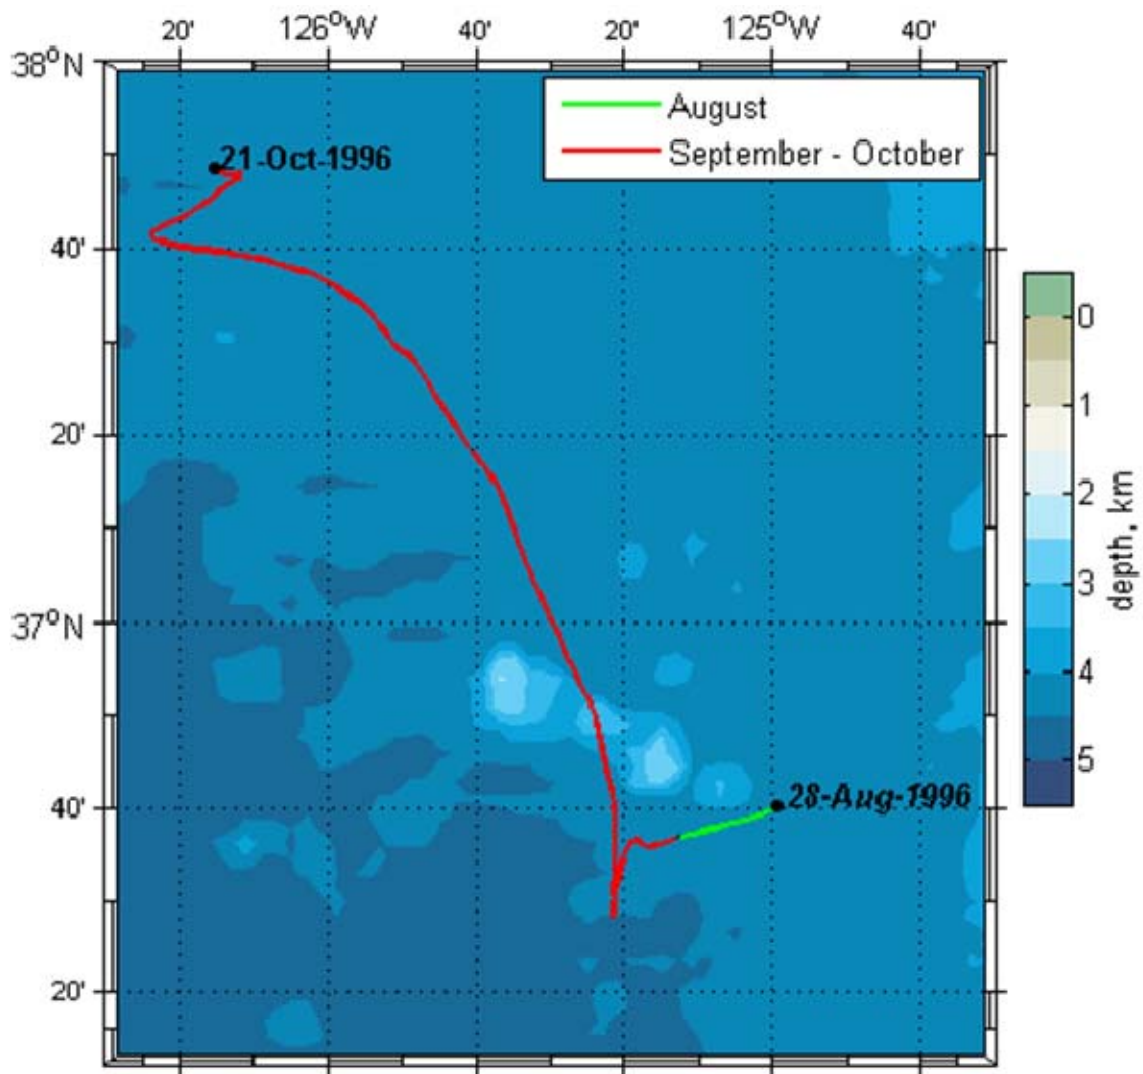 20' 126°W 40' 20' 125°W 40'
38°N
August
September - October
21-Oct-1996
40'
0
20'
1
2
3
depth, km
37°N
4
5
40'
28-Aug-1996
20'